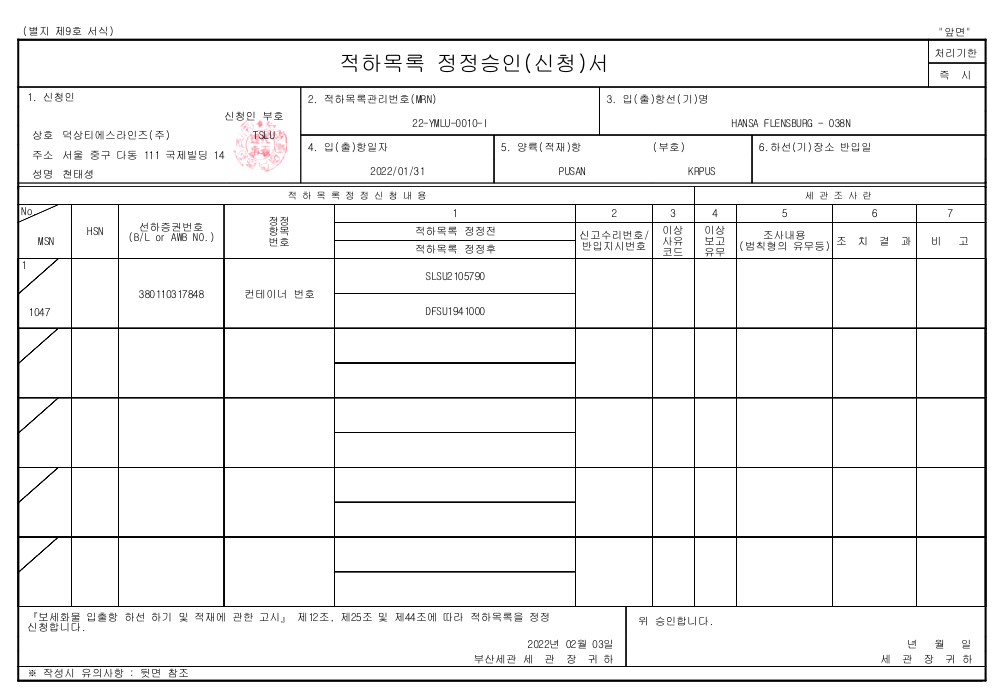 (별지 제9호 서식)
"앞면"
적하목록 정정승인(신청)서
처리기한
즉 시
1. 신청인
신청인 부호
TSLU
상호 덕상티에스라인즈(주)
주소 서울 중구 다동 111 국제빌딩 14
성명 천태생
2. 적하목록관리번호(MRN)
22-YMLU-0010-I
3. 입(출)항선(기)명
HANSA FLENSBURG - 038N
4. 입(출)항일자
2022/01/31
5. 양륙(적재)항 (부호)
PUSAN KRPUS
6.하선(기)장소 반입일
적 하 목 록 정 정 신 청 내 용
세 관 조 사 란
No.
MSN
HSN
선하증권번호
(B/L or AWB NO.)
정정
항목
번호
1
적하목록 정정전
적하목록 정정후
2
신고수리번호/
반입지시번호
3
이상
사유
코드
4
이상
보고
유무
5
조사내용
(범칙형의 유무등)
6
조 치 결 과
7
비 고
1
1047
380110317848
컨테이너 번호
SLSU2105790
DFSU1941000
『보세화물 입출항 하선 하기 및 적재에 관한 고시』 제12조, 제25조 및 제44조에 따라 적하목록을 정정
신청합니다.
2022년 02월 03일
부산세관 세 관 장 귀 하
위 승인합니다.
년 월 일
세 관 장 귀 하
※ 작성시 유의사항 : 뒷면 참조